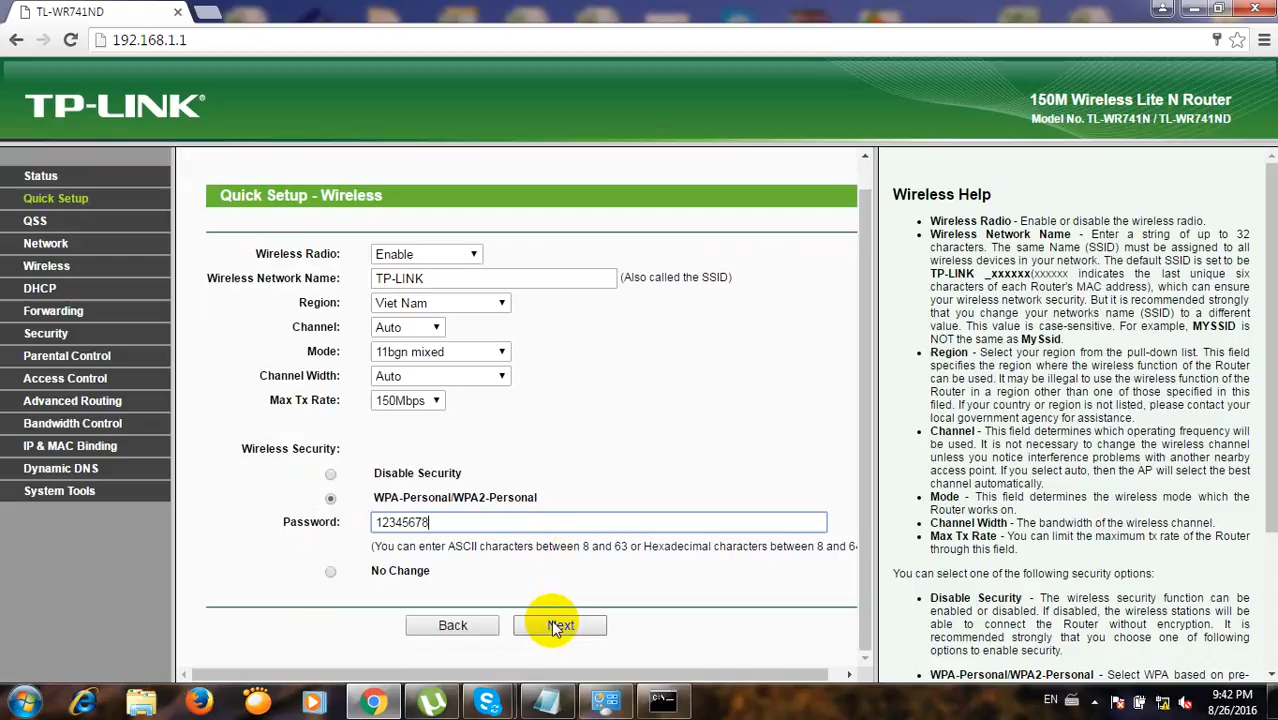 TL-WR741ND
192.168.1.1
TP-LINK
150M Wireless Lite N Router
Model No. TL-WR741N / TL-WR741ND
Status
Quick Setup
QSS
Network
Wireless
DHCP
Forwarding
Security
Parental Control
Access Control
Advanced Routing
Bandwidth Control
IP & MAC Binding
Dynamic DNS
System Tools
Quick Setup - Wireless
Wireless Radio: Enable
Wireless Network Name: TP-LINK (Also called the SSID)
Region: Viet Nam
Channel: Auto
Mode: 11bgn mixed
Channel Width: Auto
Max Tx Rate: 150Mbps
Wireless Security:
Disable Security
WPA-Personal/WPA2-Personal
Password: 12345678
(You can enter ASCII characters between 8 and 63 or Hexadecimal characters between 8 and 6
No Change
Back Next
Wireless Help
• Wireless Radio - Enable or disable the wireless radio.
• Wireless Network Name - Enter a string of up to 32
characters. The same Name (SSID) must be assigned to all
wireless devices in your network. The default SSID is set to be
TP-LINK _xxxxxx(xxxxxx indicates the last unique six
characters of each Router's MAC address), which can ensure
your wireless network security. But it is recommended strongly
that you change your networks name (SSID) to a different
value. This value is case-sensitive. For example, MYSSID is
NOT the same as MySsid.
• Region - Select your region from the pull-down list. This field
specifies the region where the wireless function of the Router
can be used. It may be illegal to use the wireless function of the
Router in a region other than one of those specified in this
filed. If your country or region is not listed, please contact your
local government agency for assistance.
• Channel - This field determines which operating frequency will
be used. It is not necessary to change the wireless channel
unless you notice interference problems with another nearby
access point. If you select auto, then the AP will select the best
channel automatically.
• Mode - This field determines the wireless mode which the
Router works on.
• Channel Width - The bandwidth of the wireless channel.
• Max Tx Rate - You can limit the maximum tx rate of the Router
through this field.
You can select one of the following security options:
• Disable Security - The wireless security function can be
enabled or disabled. If disabled, the wireless stations will be
able to connect the Router without encryption. It is
recommended strongly that you choose one of following
options to enable security.
• WPA-Personal/WPA2-Personal - Select WPA based on pre-
EN
9:42 PM
8/26/2016